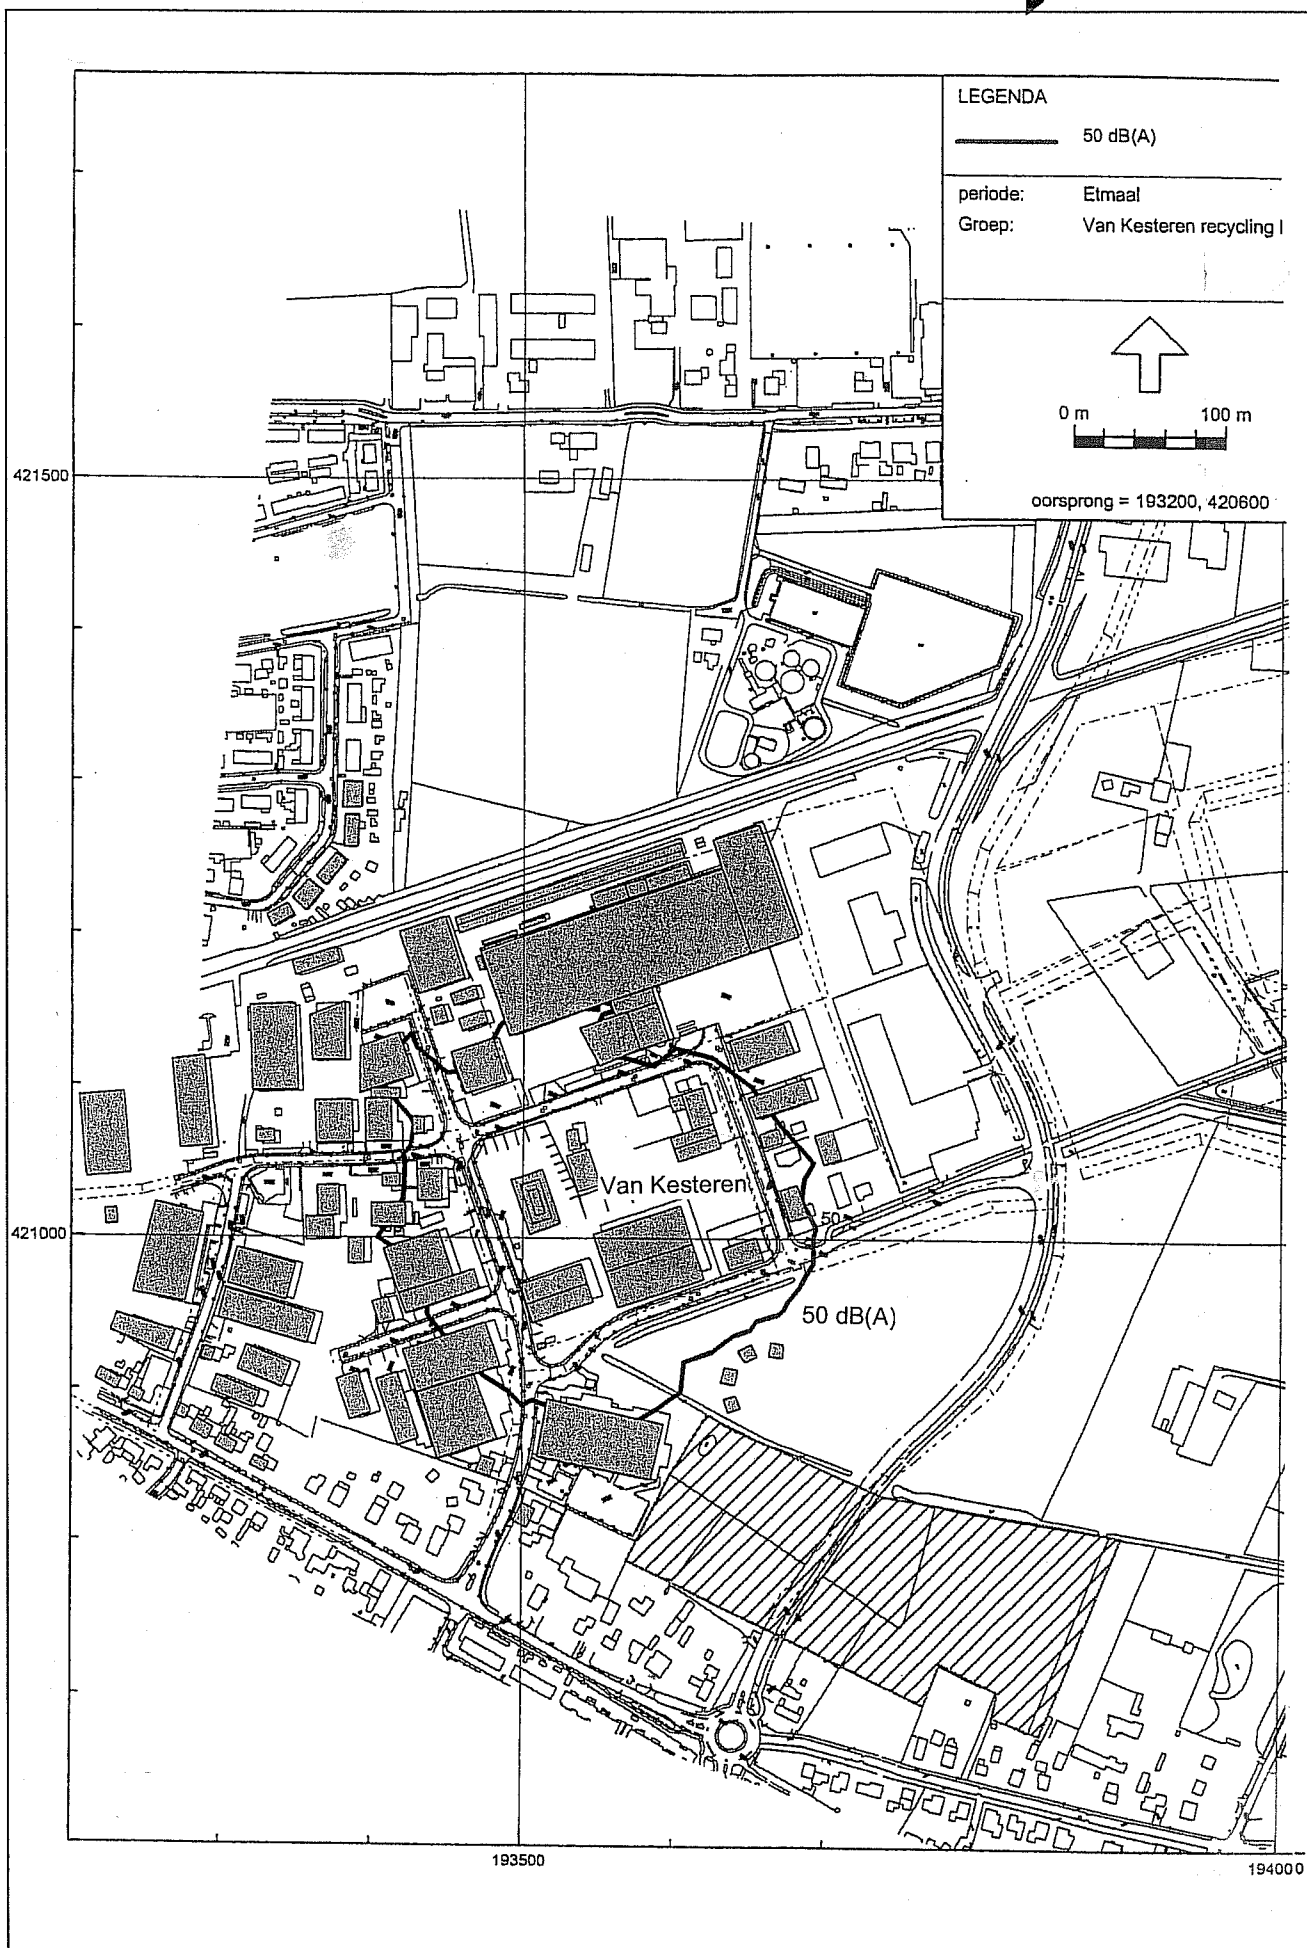 LEGENDA
50 dB(A)
periode: Etmaal
Groep: Van Kesteren recycling
0 m 100 m
oorsprong = 193200, 420600
421500
Van Kesteren
50
421000
50 dB(A)
193500
194000